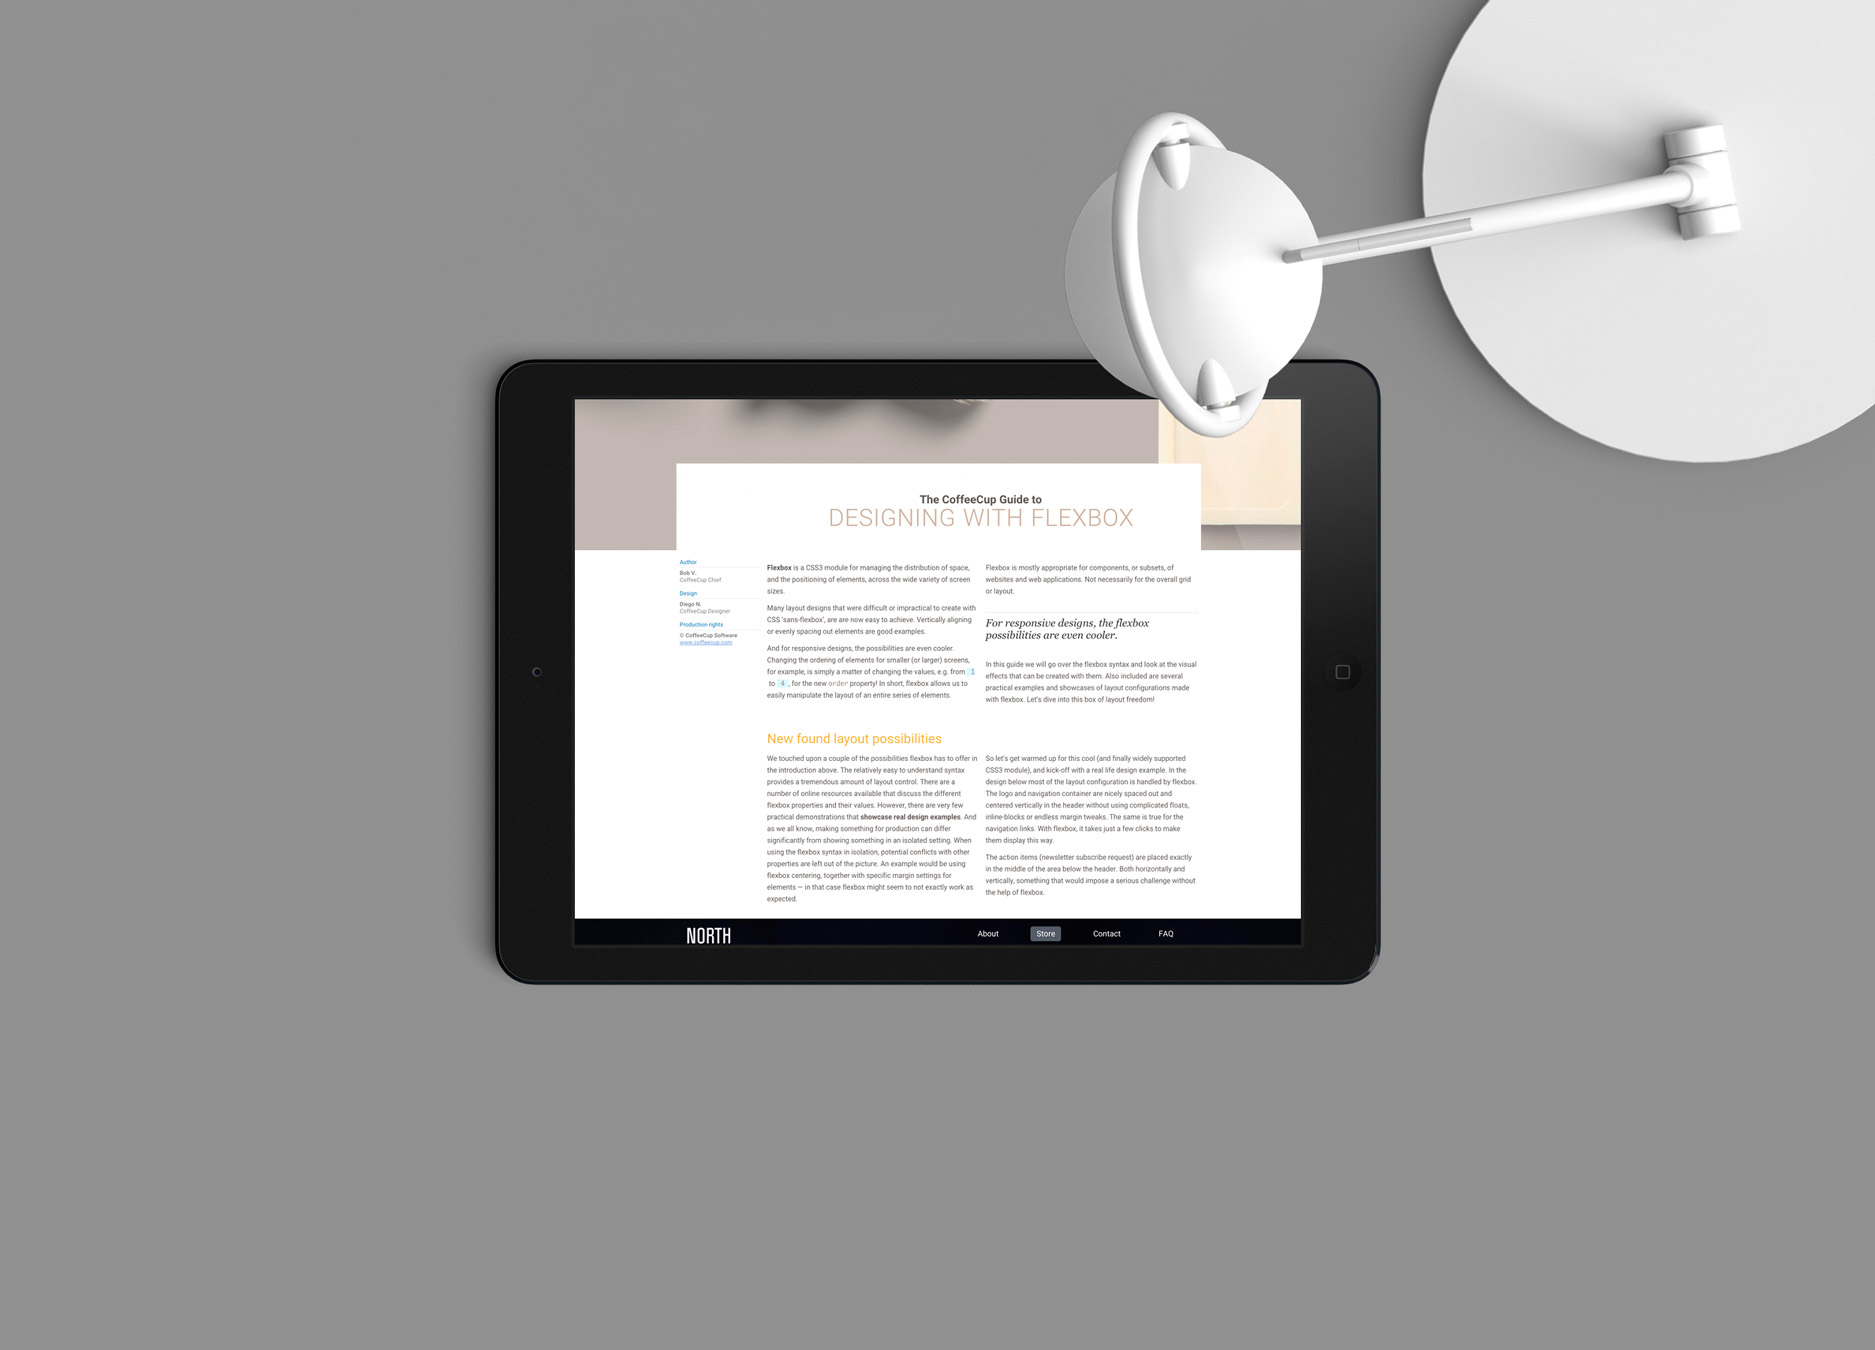 The CoffeeCup Guide to
DESIGNING WITH FLEXBOX
Author
Bob V.
CoffeeCup Chief
Design
Diego N.
CoffeeCup Designer
Production rights
© CoffeeCup Software
www.coffeecup.com
Flexbox is a CSS3 module for managing the distribution of space,
and the positioning of elements, across the wide variety of screen
sizes.
Many layout designs that were difficult or impractical to create with
CSS 'sans-flexbox', are now easy to achieve. Vertically aligning
or evenly spacing out elements are good examples.
And for responsive designs, the possibilities are even cooler.
Changing the ordering of elements for smaller (or larger) screens,
for example, is simply a matter of changing the values, e.g. from 1
to 4, for the new order property! In short, flexbox allows us to
easily manipulate the layout of an entire series of elements.
Flexbox is mostly appropriate for components, or subsets, of
websites and web applications. Not necessarily for the overall grid
or layout.
For responsive designs, the flexbox
possibilities are even cooler.
In this guide we will go over the flexbox syntax and look at the visual
effects that can be created with them. Also included are several
practical examples and showcases of layout configurations made
with flexbox. Let's dive into this box of layout freedom!
New found layout possibilities
We touched upon a couple of the possibilities flexbox has to offer in
the introduction above. The relatively easy to understand syntax
provides a tremendous amount of layout control. There are a
number of online resources available that discuss the different
flexbox properties and their values. However, there are very few
practical demonstrations that showcase real design examples. And
as we all know, making something for production can differ
significantly from showing something in an isolated setting. When
using the flexbox syntax in isolation, potential conflicts with other
properties are left out of the picture. An example would be using
flexbox centering, together with specific margin settings for
elements — in that case flexbox might seem to not exactly work as
expected.
So let's get warmed up for this cool (and finally widely supported
CSS3 module), and kick-off with a real life design example. In the
design below most of the layout configuration is handled by flexbox.
The logo and navigation container are nicely spaced out and
centered vertically in the header without using complicated floats,
inline-blocks or endless margin tweaks. The same is true for the
navigation links. With flexbox, it takes just a few clicks to make
them display this way.
The action items (newsletter subscribe request) are placed exactly
in the middle of the area below the header. Both horizontally and
vertically, something that would impose a serious challenge without
the help of flexbox.
NORTH About Store Contact FAQ